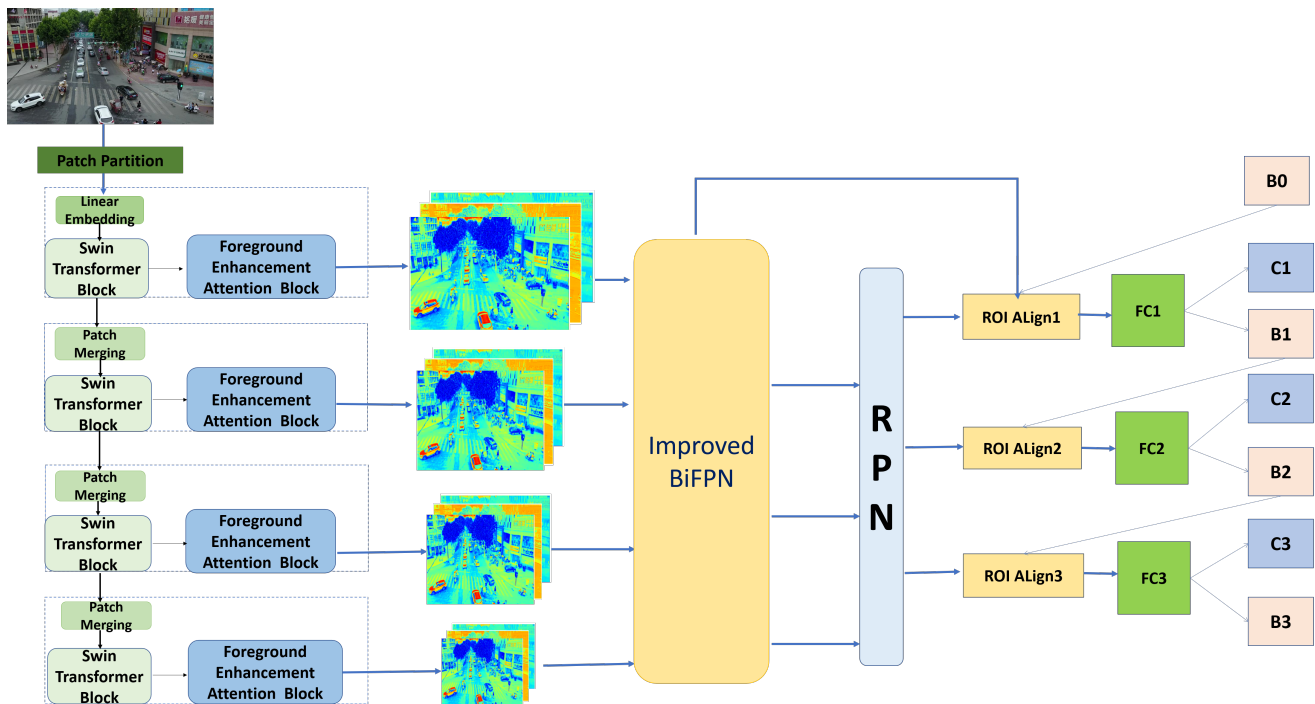 Patch Partition
Linear
Embedding
Swin
Transformer
Block
Foreground
Enhancement
Attention Block
Patch
Merging
Swin
Transformer
Block
Foreground
Enhancement
Attention Block
Patch
Merging
Swin
Transformer
Block
Foreground
Enhancement
Attention Block
Patch
Merging
Swin
Transformer
Block
Foreground
Enhancement
Attention Block
Improved
BiFPN
R
P
N
ROI ALign1
FC1
B0
C1
B1
ROI ALign2
FC2
C2
B2
ROI ALign3
FC3
C3
B3